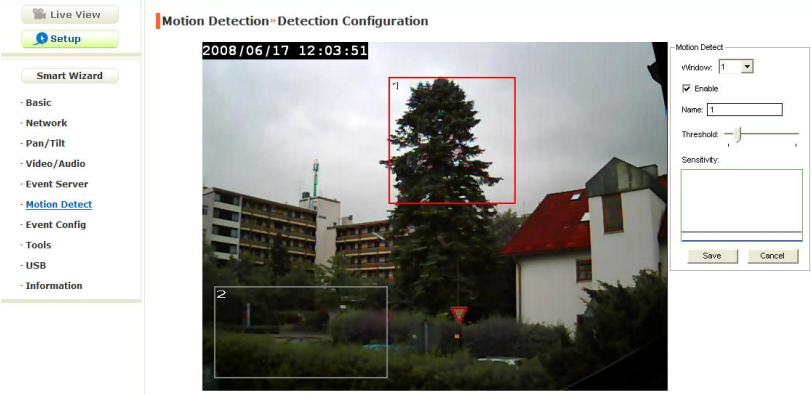 Live View
Setup
Smart Wizard
· Basic
· Network
· Pan/Tilt
· Video/Audio
· Event Server
· Motion Detect
· Event Config
· Tools
· USB
· Information
Motion Detection»Detection Configuration
2008/06/17 12:03:51
1
2
Motion Detect
Window: 1
Enable
Name: 1
Threshold:
Sensitivity:
Save Cancel